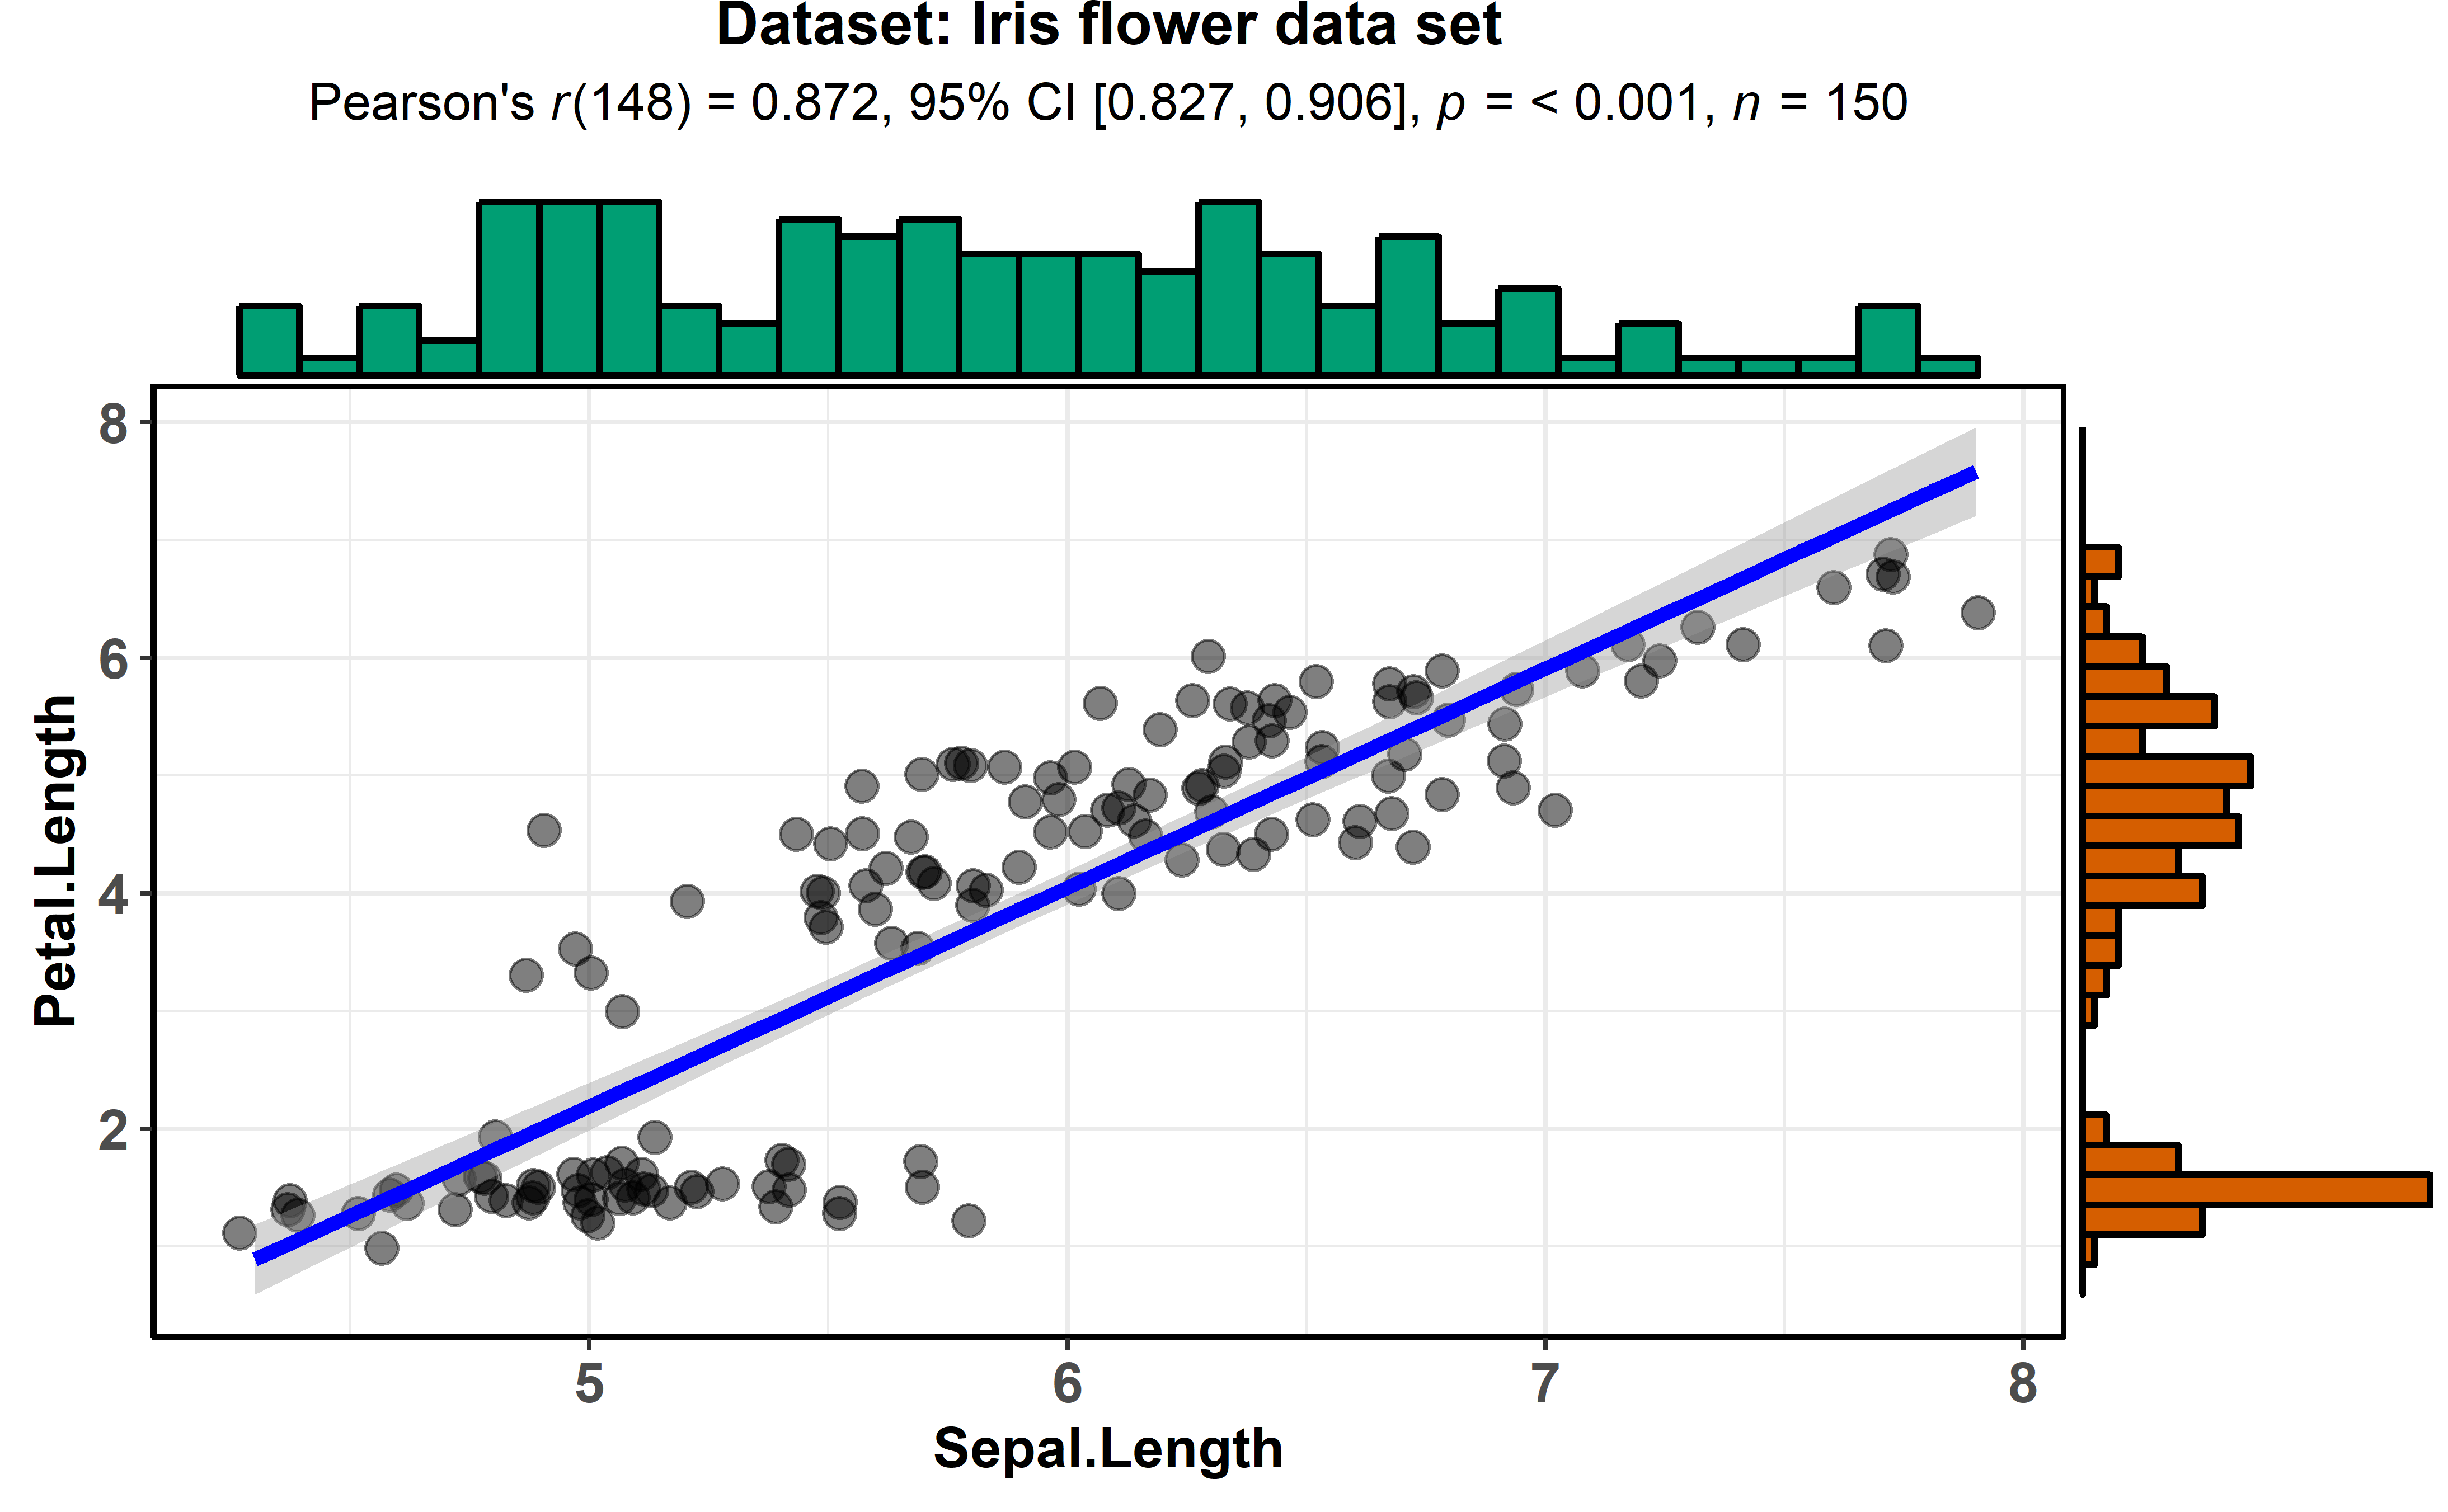 Dataset: Iris flower data set
Pearson's r(148) = 0.872, 95% CI [0.827, 0.906], p = < 0.001, n = 150
8
6
4
2
Petal.Length
5 6 7 8
Sepal.Length